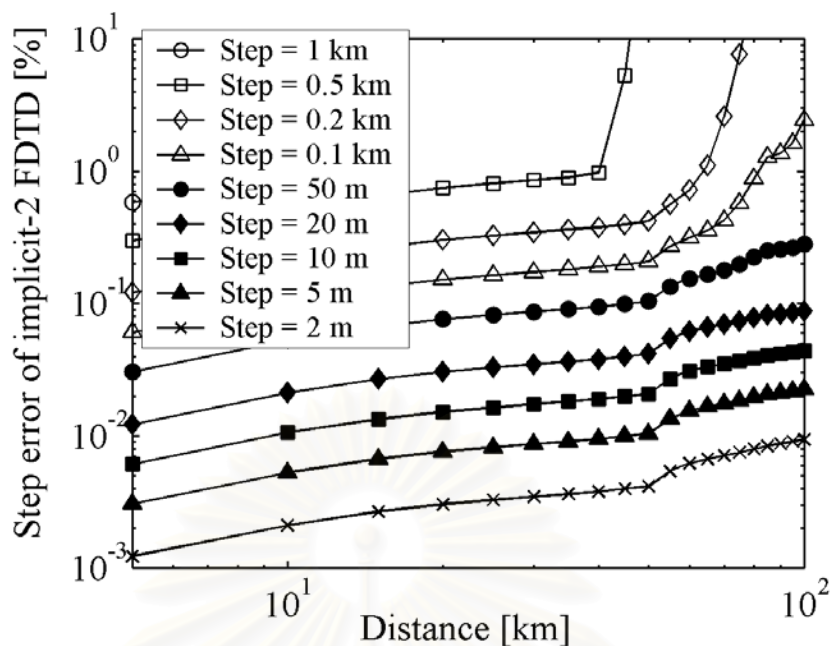 Step error of implicit-2 FDTD [%]
10^1
10^0
10^-1
10^-2
10^-3
Step = 1 km
Step = 0.5 km
Step = 0.2 km
Step = 0.1 km
Step = 50 m
Step = 20 m
Step = 10 m
Step = 5 m
Step = 2 m
10^1
10^2
Distance [km]